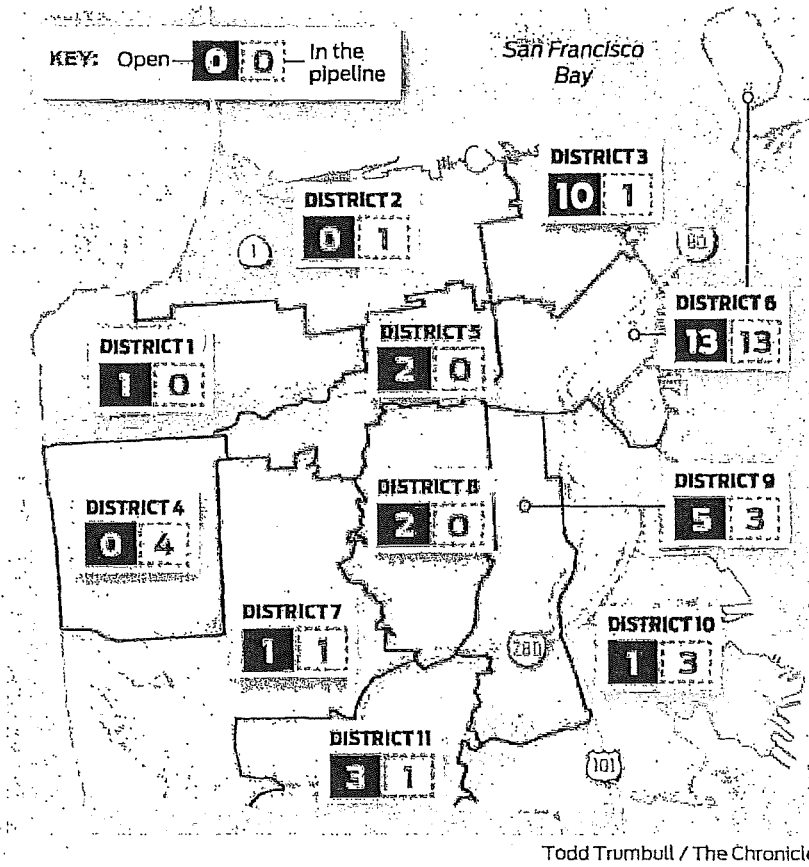 KEY: Open 0 0 In the pipeline
San Francisco
Bay
DISTRICT 3
10 1
DISTRICT 2
0 1
1
80
DISTRICT 6
13 13
DISTRICT 5
2 0
DISTRICT 1
1 0
DISTRICT 9
5 3
DISTRICT 8
2 0
DISTRICT 4
0 4
DISTRICT 7
1 1
280
DISTRICT 10
1 3
DISTRICT 11
3 1
101
Todd Trumbull / The Chronicle